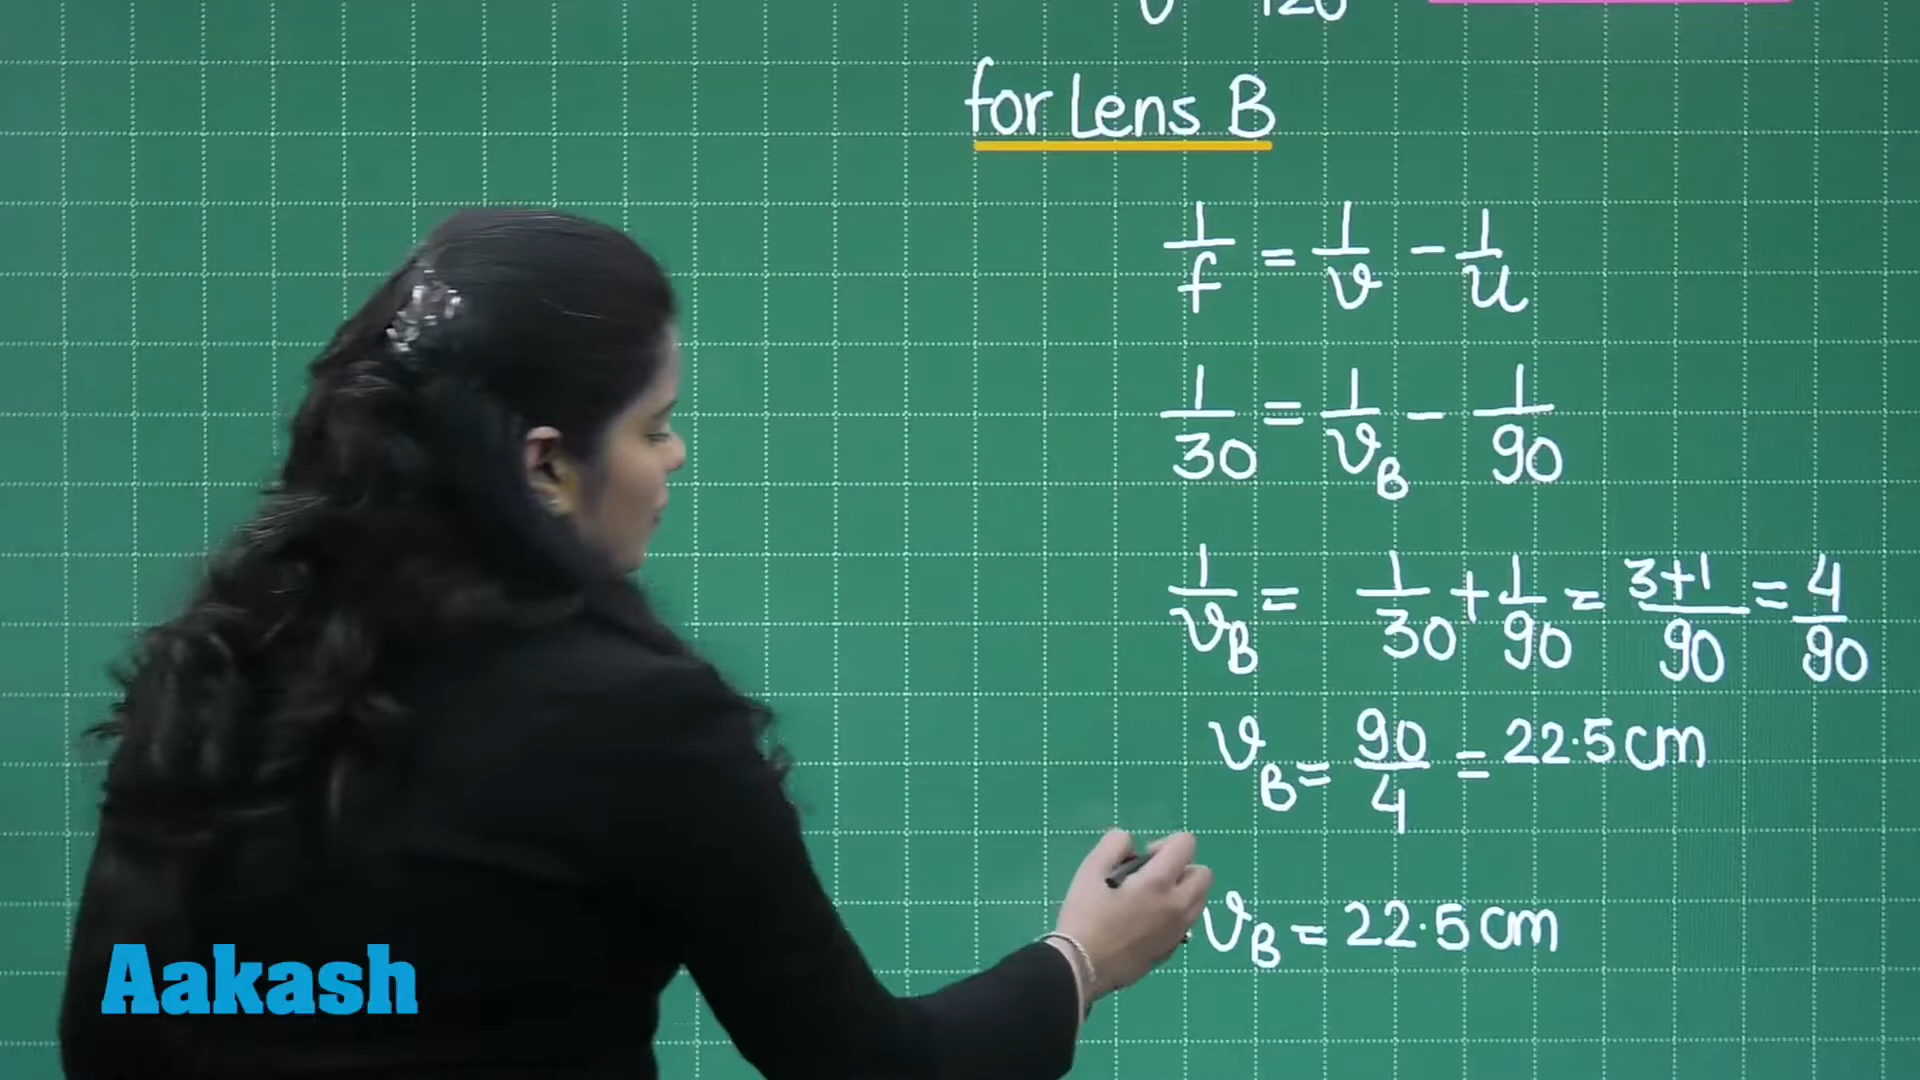 υ 120
for Lens B
1/f = 1/v - 1/u
1/30 = 1/v_B - 1/90
1/v_B = 1/30 + 1/90 = 3+1/90 = 4/90
v_B = 90/4 = 22.5 cm
v_B = 22.5 cm
Aakash